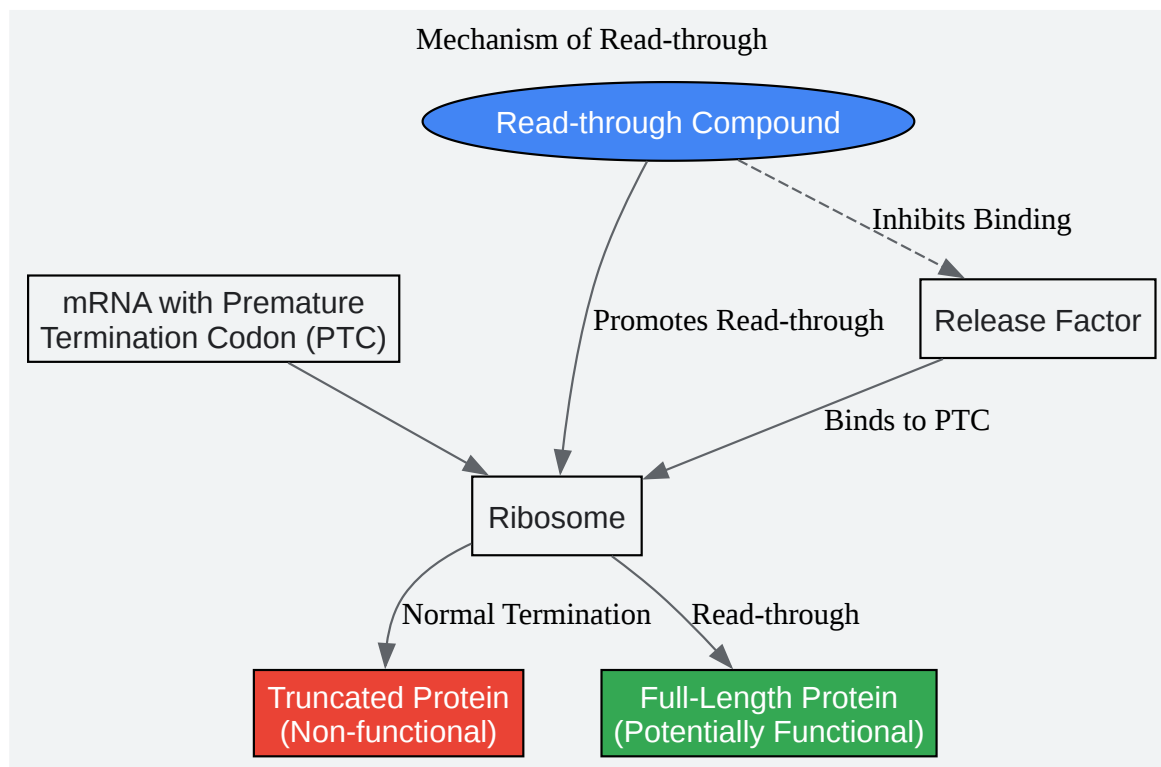 Mechanism of Read-through
Read-through Compound
Inhibits Binding
mRNA with Premature
Termination Codon (PTC)
Promotes Read-through
Release Factor
Binds to PTC
Ribosome
Normal Termination
Read-through
Truncated Protein
(Non-functional)
Full-Length Protein
(Potentially Functional)